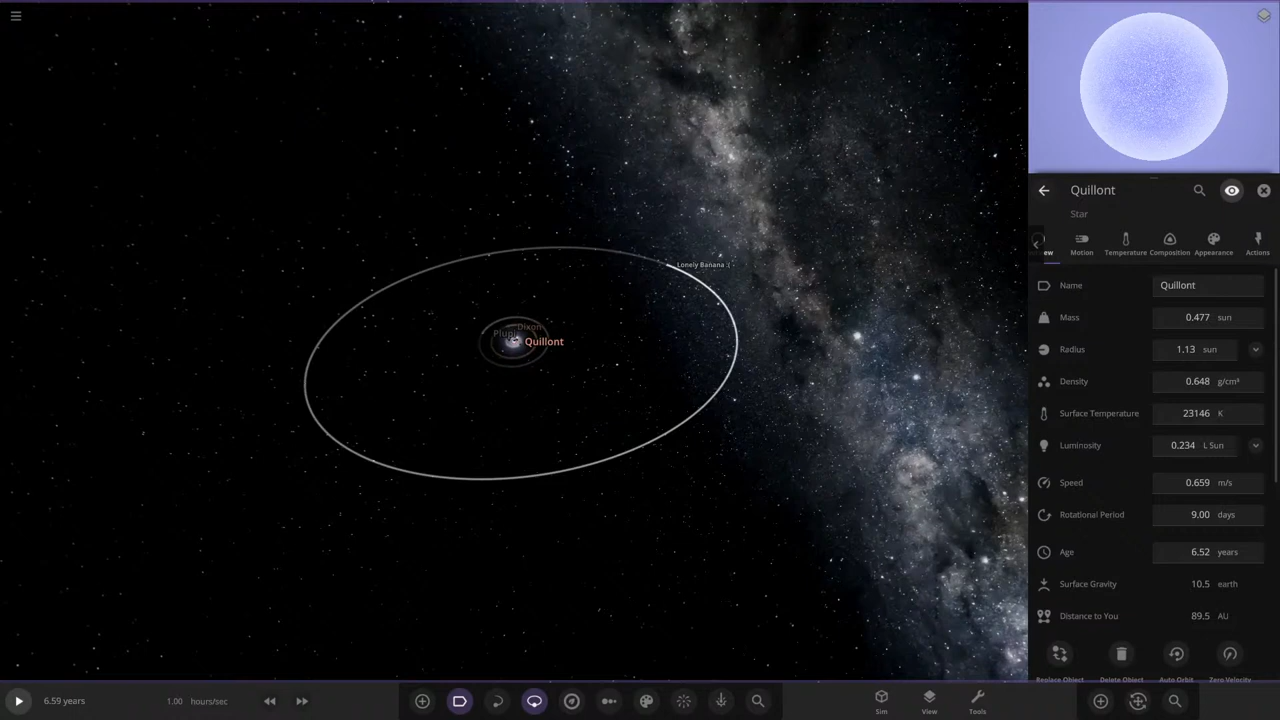 Quillont
Star
ew
Motion
Temperature
Composition
Appearance
Actions
Name
Quillont
Mass
0.477 sun
Radius
1.13 sun
Density
0.648 g/cm³
Surface Temperature
23146 K
Luminosity
0.234 L Sun
Speed
0.659 m/s
Rotational Period
9.00 days
Age
6.52 years
Surface Gravity
10.5 earth
Distance to You
89.5 AU
Replace Object
Delete Object
Auto Orbit
Zero Velocity
Lonely Banana :(
Dixon
Quillont
6.59 years
1.00 hours/sec
Sim
View
Tools